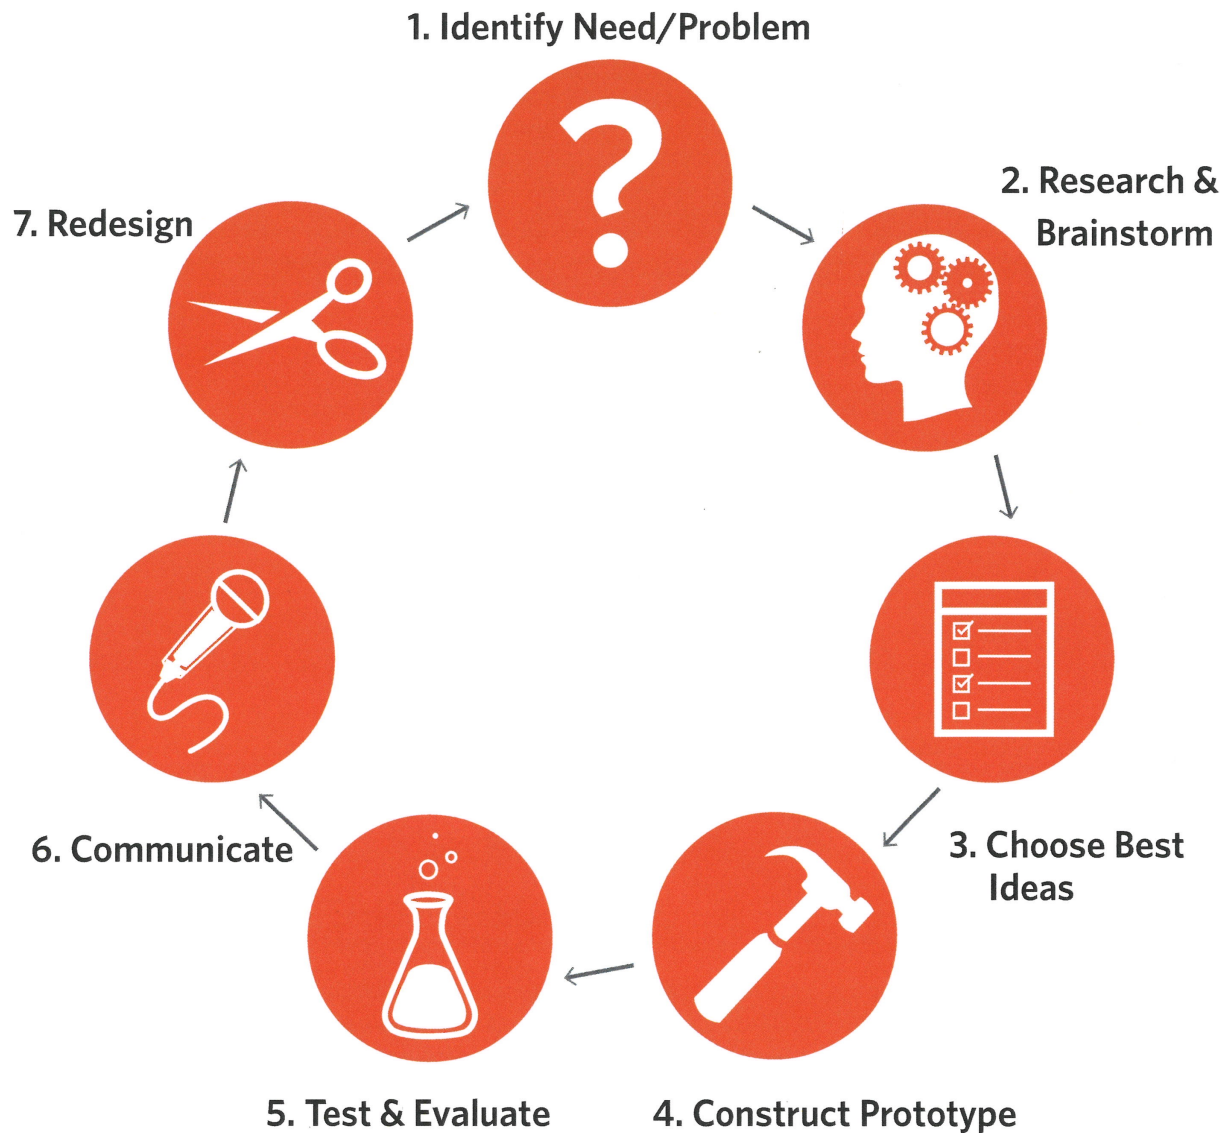 1. Identify Need/Problem
2. Research &
Brainstorm
3. Choose Best
Ideas
4. Construct Prototype
5. Test & Evaluate
6. Communicate
7. Redesign